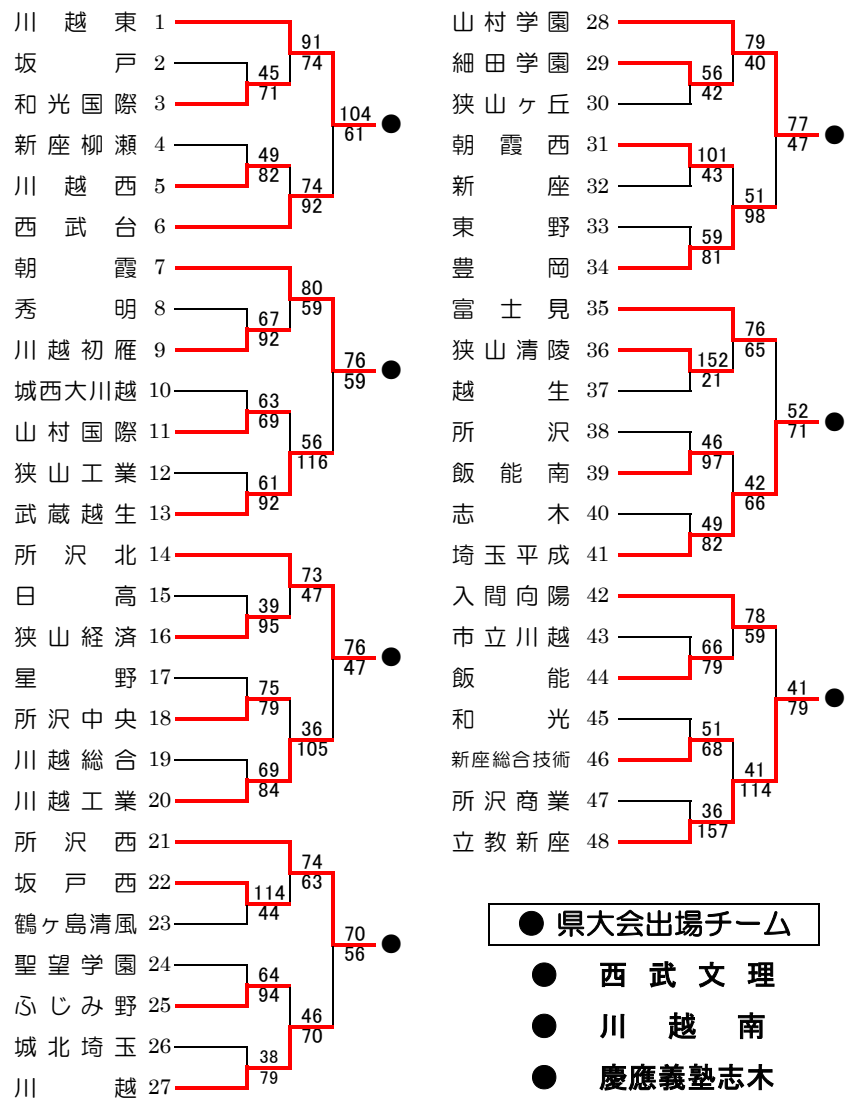 川越東 1
坂戸 2
和光国際 3
新座柳瀬 4
川越西 5
西武台 6
朝霞 7
秀明 8
川越初雁 9
城西大川越 10
山村国際 11
狭山工業 12
武蔵越生 13
所沢北 14
日高 15
狭山経済 16
星野 17
所沢中央 18
川越総合 19
川越工業 20
所沢西 21
坂戸西 22
鶴ヶ島清風 23
聖望学園 24
ふじみ野 25
城北埼玉 26
川越 27
45
71
91
74
49
82
74
92
104
61
67
92
80
59
63
69
61
92
56
116
76
59
39
95
73
47
75
79
69
84
36
105
76
47
114
44
74
63
64
94
38
79
46
70
70
56
山村学園 28
細田学園 29
狭山ヶ丘 30
朝霞西 31
新座 32
東野 33
豊岡 34
富士見 35
狭山清陵 36
越生 37
所沢 38
飯能南 39
志木 40
埼玉平成 41
入間向陽 42
市立川越 43
飯能 44
和光 45
新座総合技術 46
所沢商業 47
立教新座 48
56
42
79
40
101
43
59
81
51
98
77
47
152
21
76
65
46
97
49
82
42
66
52
71
66
79
78
59
51
68
36
157
41
114
41
79
● 県大会出場チーム
● 西武文理
● 川越南
● 慶應義塾志木